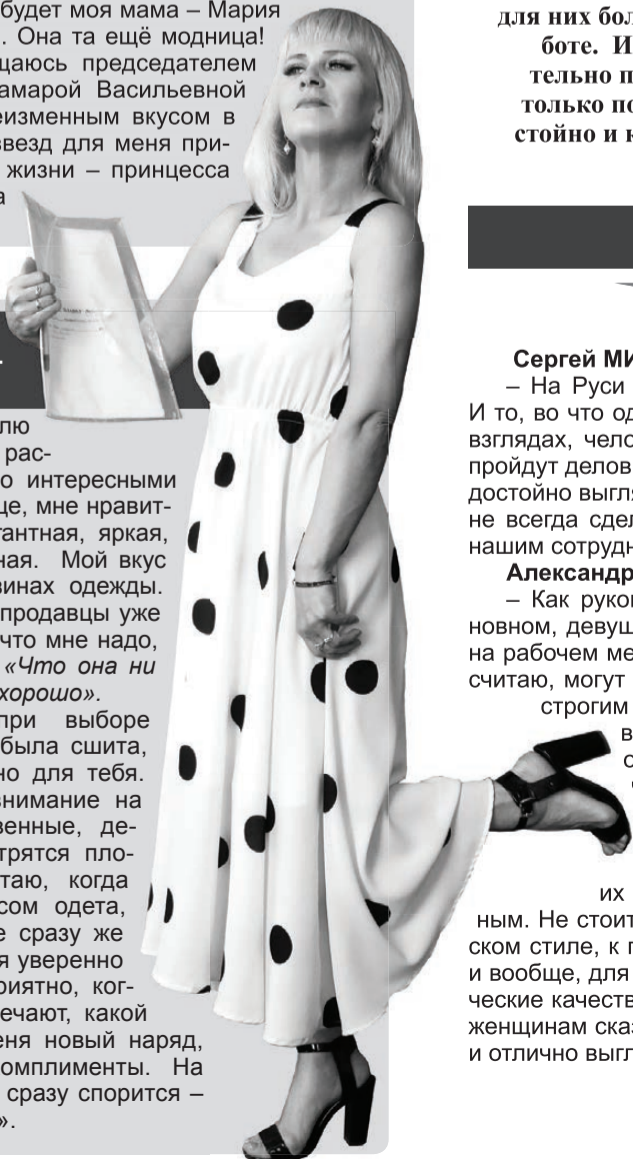 будет моя мама – Мария
. Она та ещё модница!
щаюсь председателем
амарой Васильевной
еизменным вкусом в
звезд для меня при-
жизни – принцесса
а
.
лю
рас-
о интересными
це, мне нравит-
гантная, яркая,
ная. Мой вкус
зинах одежды.
продавцы уже
что мне надо,
«Что она ни
хорошо».
при выборе
была сшита,
но для тебя.
внимание на
венные, де-
трятся пло-
таю, когда
сом одета,
е сразу же
я уверенно
риятно, ког-
ечают, какой
еня новый наряд,
омплименты. На
сразу спорится –
».
для них бол
боте. И
тельно п
только по
стойно и к
Сергей МИ
– На Руси
И то, во что од
взглядах, чело
пройдут делов
достойно выгля
не всегда сдел
нашим сотрудн
Александр
– Как руков
новном, девуш
на рабочем ме
считаю, могут
строгим
в
о
их
ным. Не стоит
ском стиле, к п
и вообще, для
ческие качеств
женщинам сказ
и отлично выгл